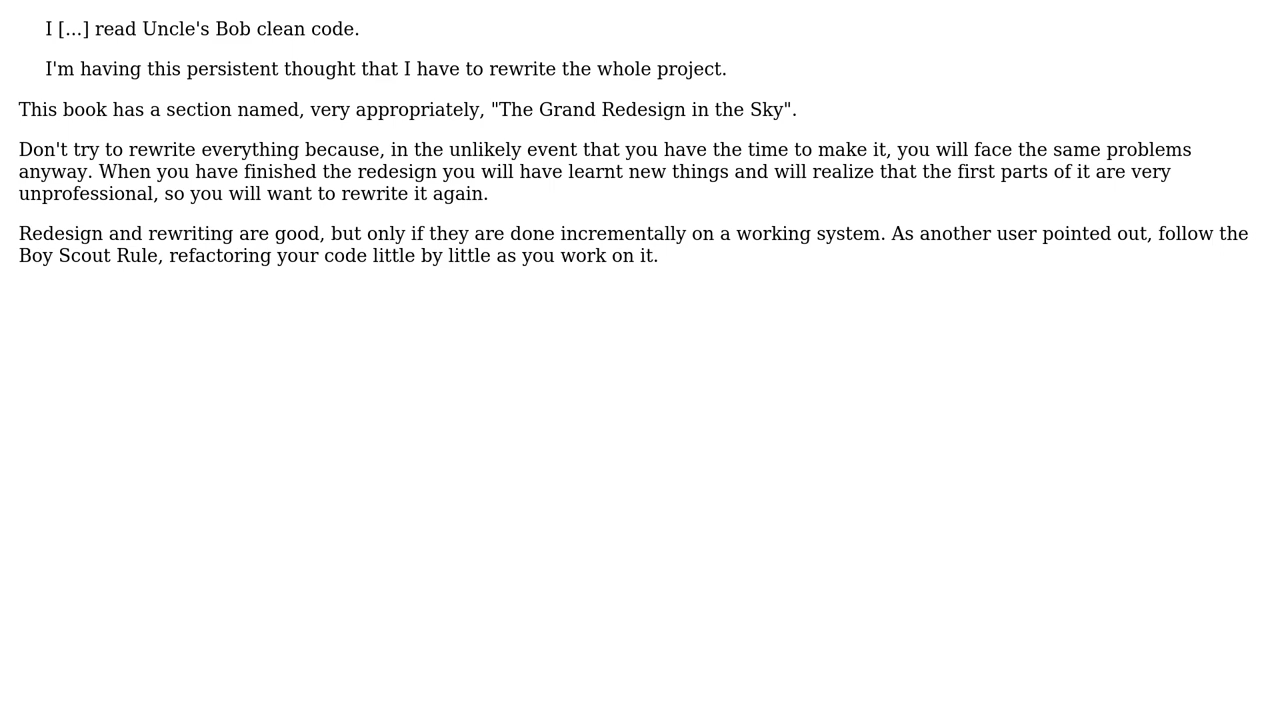 I [...] read Uncle's Bob clean code.
I'm having this persistent thought that I have to rewrite the whole project.
This book has a section named, very appropriately, "The Grand Redesign in the Sky".
Don't try to rewrite everything because, in the unlikely event that you have the time to make it, you will face the same problems
anyway. When you have finished the redesign you will have learnt new things and will realize that the first parts of it are very
unprofessional, so you will want to rewrite it again.
Redesign and rewriting are good, but only if they are done incrementally on a working system. As another user pointed out, follow the
Boy Scout Rule, refactoring your code little by little as you work on it.